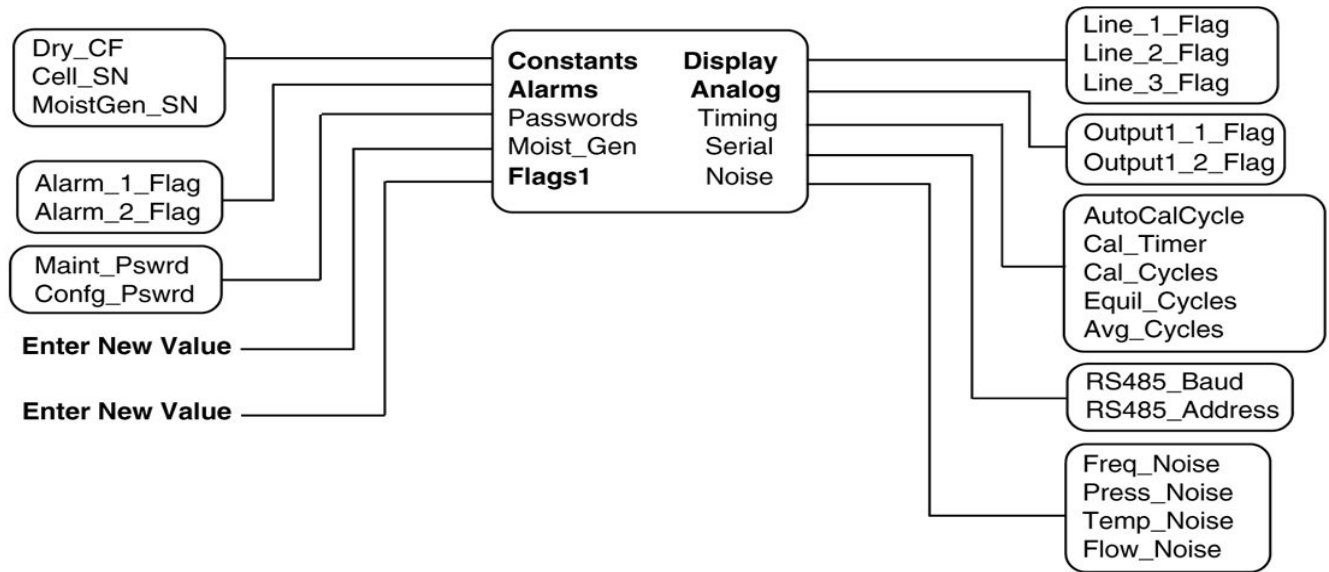 Dry_CF
Cell_SN
MoistGen_SN
Alarm_1_Flag
Alarm_2_Flag
Maint_Pswrd
Confg_Pswrd
Enter New Value
Enter New Value
Constants Display
Alarms Analog
Passwords Timing
Moist_Gen Serial
Flags1 Noise
Line_1_Flag
Line_2_Flag
Line_3_Flag
Output1_1_Flag
Output1_2_Flag
AutoCalCycle
Cal_Timer
Cal_Cycles
Equil_Cycles
Avg_Cycles
RS485_Baud
RS485_Address
Freq_Noise
Press_Noise
Temp_Noise
Flow_Noise